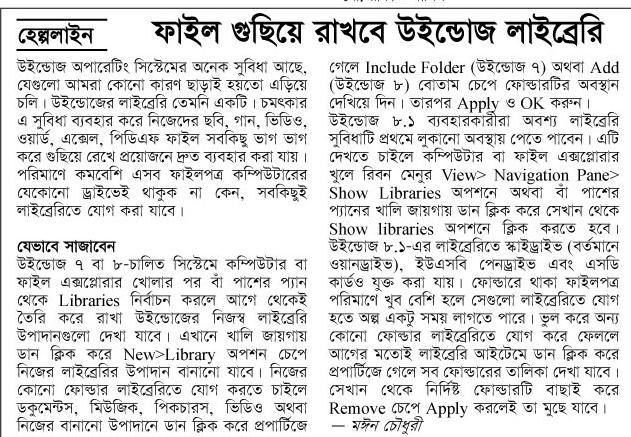 হেল্পলাইন
ফাইল গুছিয়ে রাখবে উইন্ডোজ লাইব্রেরি
উইন্ডোজ অপারেটিং সিস্টেমের অনেক সুবিধা আছে,
যেগুলো আমরা কোনো কারণ ছাড়াই হয়তো এড়িয়ে
চলি। উইন্ডোজের লাইব্রেরি তেমনি একটি। চমৎকার
এ সুবিধা ব্যবহার করে নিজেদের ছবি, গান, ভিডিও,
ওয়ার্ড, এক্সেল, পিডিএফ ফাইল সবকিছু ভাগ ভাগ
করে গুছিয়ে রেখে প্রয়োজনে দ্রুত ব্যবহার করা যায়।
পরিমাণে কমবেশি এসব ফাইলপত্র কম্পিউটারের
যেকোনো ড্রাইভেই থাকুক না কেন, সবকিছুই
লাইব্রেরিতে যোগ করা যাবে।
যেভাবে সাজাবেন
উইন্ডোজ ৭ বা ৮-চালিত সিস্টেমে কম্পিউটার বা
ফাইল এক্সপ্লোরার খোলার পর বাঁ পাশের প্যান
থেকে Libraries নির্বাচন করলে আগে থেকেই
তৈরি করে রাখা উইন্ডোজের নিজস্ব লাইব্রেরি
উপাদানগুলো দেখা যাবে। এখানে খালি জায়গায়
ডান ক্লিক করে New>Library অপশন চেপে
নিজের লাইব্রেরির উপাদান বানানো যাবে। নিজের
কোনো ফোল্ডার লাইব্রেরিতে যোগ করতে চাইলে
ডকুমেন্টস, মিউজিক, পিকচারস, ভিডিও অথবা
নিজের বানানো উপাদানে ডান ক্লিক করে প্রপার্টিজে
গেলে Include Folder (উইন্ডোজ ৭) অথবা Add
(উইন্ডোজ ৮) বোতাম চেপে ফোল্ডারটির অবস্থান
দেখিয়ে দিন। তারপর Apply ও OK করুন।
উইন্ডোজ ৮.১ ব্যবহারকারীরা অবশ্য লাইব্রেরি
সুবিধাটি প্রথমে লুকানো অবস্থায় পেতে পাবেন। এটি
দেখতে চাইলে কম্পিউটার বা ফাইল এক্সপ্লোরার
খুলে রিবন মেনুর View> Navigation Pane>
Show Libraries অপশনে অথবা বাঁ পাশের
প্যানের খালি জায়গায় ডান ক্লিক করে সেখান থেকে
Show libraries অপশনে ক্লিক করতে হবে।
উইন্ডোজ ৮.১-এর লাইব্রেরিতে স্কাইড্রাইভ (বর্তমানে
ওয়ানড্রাইভ), ইউএসবি পেনড্রাইভ এবং এসডি
কার্ডও যুক্ত করা যায়। ফোল্ডারে থাকা ফাইলপত্র
পরিমাণে খুব বেশি হলে সেগুলো লাইব্রেরিতে যোগ
হতে অল্প একটু সময় লাগতে পারে। ভুল করে অন্য
কোনো ফোল্ডার লাইব্রেরিতে যোগ করে ফেললে
আগের মতোই লাইব্রেরি আইটেমে ডান ক্লিক করে
প্রপার্টিজে গেলে সব ফোল্ডারের তালিকা দেখা যাবে।
সেখান থেকে নির্দিষ্ট ফোল্ডারটি বাছাই করে
Remove চেপে Apply করলেই তা মুছে যাবে।
— মঈন চৌধুরী